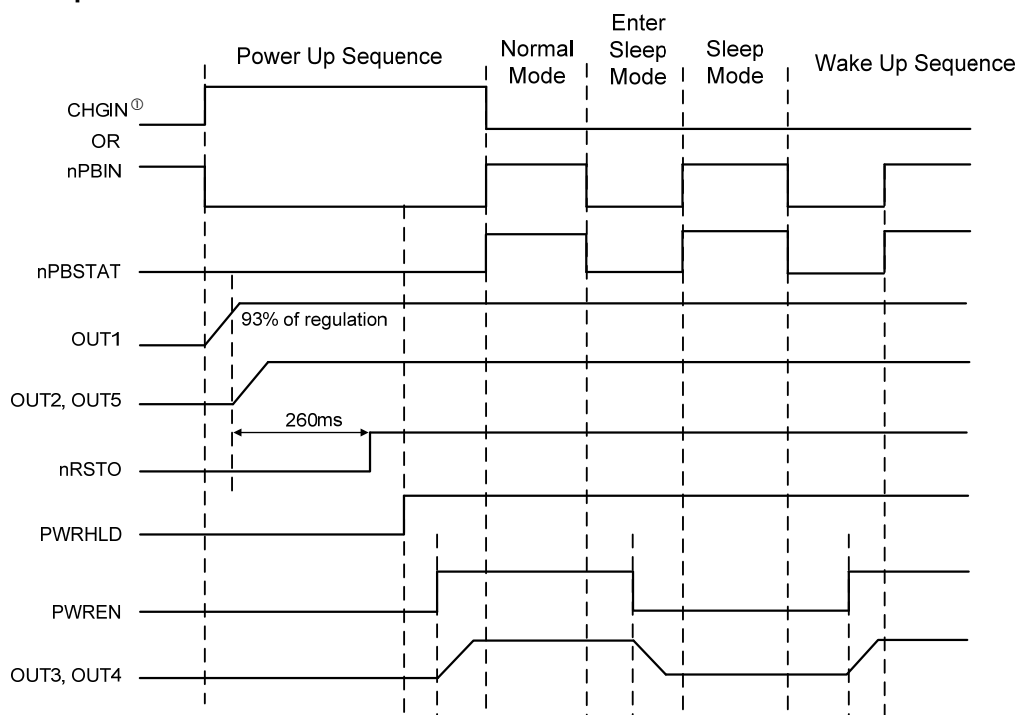 Power Up Sequence
Normal
Mode
Enter
Sleep
Mode
Sleep
Mode
Wake Up Sequence
CHGIN①
OR
nPBIN
nPBSTAT
93% of regulation
OUT1
OUT2, OUT5
260ms
nRSTO
PWRHLD
PWREN
OUT3, OUT4